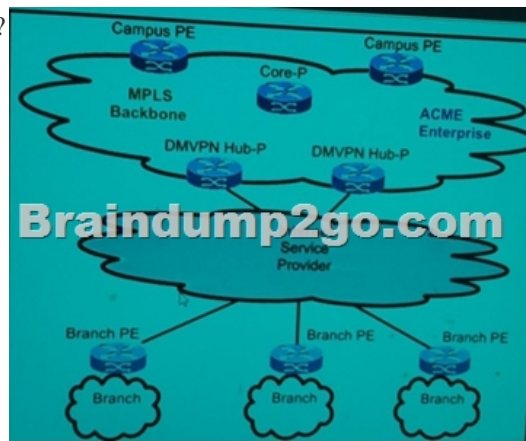 ?
Campus PE
Campus PE
Core-P
MPLS
Backbone
ACME
Enterprise
DMVPN Hub-P
DMVPN Hub-P
Braindump2go.com
Service
Provider
Branch PE
Branch PE
Branch PE
Branch
Branch
Branch